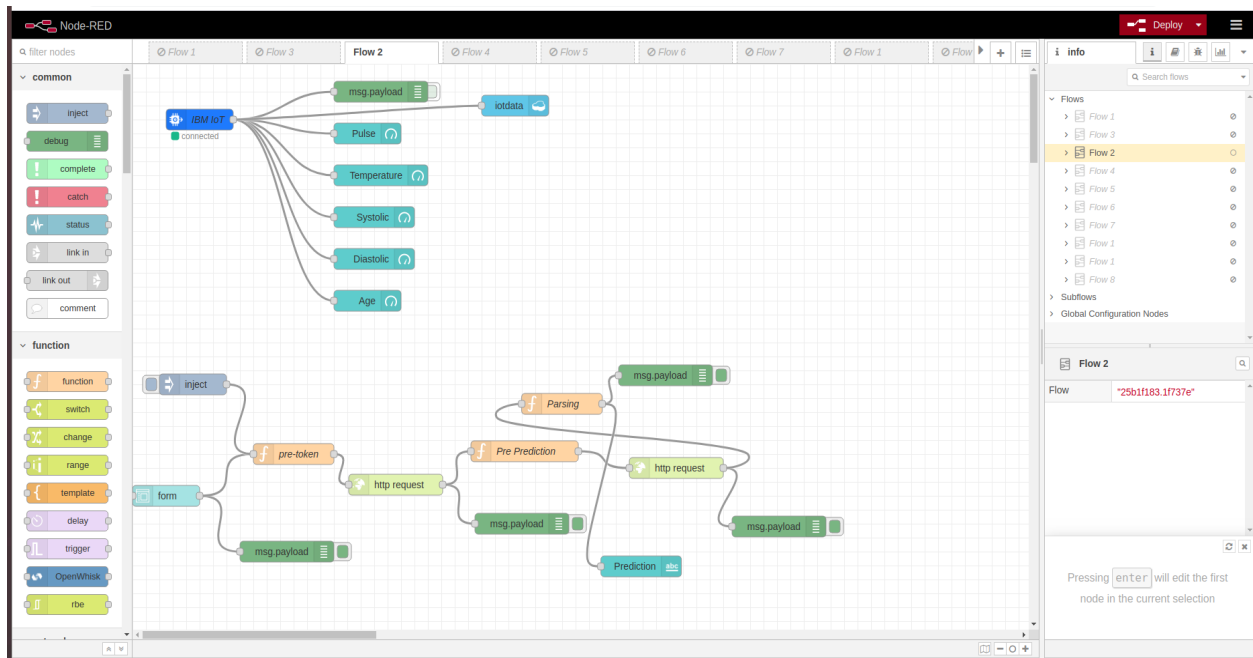 Node-RED
Deploy
filter nodes
Flow 1
Flow 3
Flow 2
Flow 4
Flow 5
Flow 6
Flow 7
Flow 1
Flow
info
i
Search flows
common
inject
debug
complete
catch
status
link in
link out
comment
function
function
switch
change
range
template
delay
trigger
OpenWhisk
rbe
IBM IoT
connected
msg.payload
iotdata
Pulse
Temperature
Systolic
Diastolic
Age
inject
form
pre-token
http request
msg.payload
Pre Prediction
msg.payload
Parsing
msg.payload
http request
msg.payload
Prediction
abc
Flows
Flow 1
Flow 3
Flow 2
Flow 4
Flow 5
Flow 6
Flow 7
Flow 1
Flow 1
Flow 8
Subflows
Global Configuration Nodes
Flow 2
Flow "25b1f183.1f737e"
Pressing enter will edit the first
node in the current selection